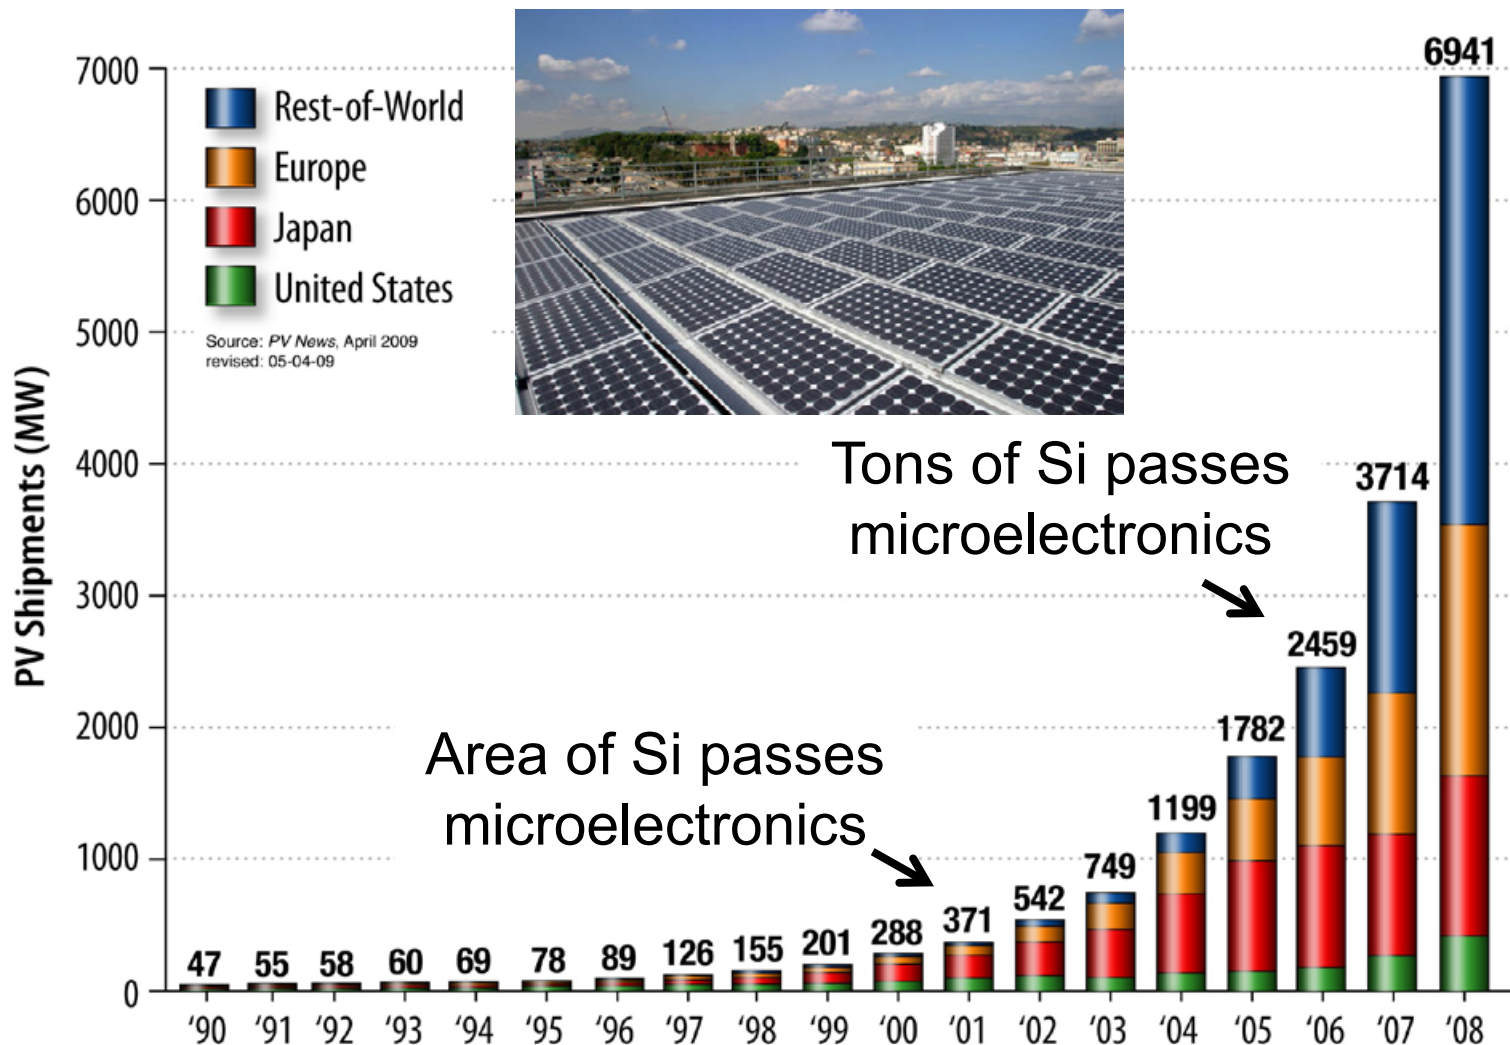 7000
6000
5000
4000
3000
2000
1000
0
PV Shipments (MW)
Rest-of-World
Europe
Japan
United States
Source: PV News, April 2009
revised: 05-04-09
Tons of Si passes
microelectronics
Area of Si passes
microelectronics
47 55 58 60 69 78 89 126 155 201 288 371 542 749 1199 1782 2459 3714 6941
‘90 ‘91 ‘92 ‘93 ‘94 ‘95 ‘96 ‘97 ‘98 ‘99 ‘00 ‘01 ‘02 ‘03 ‘04 ‘05 ‘06 ‘07 ‘08